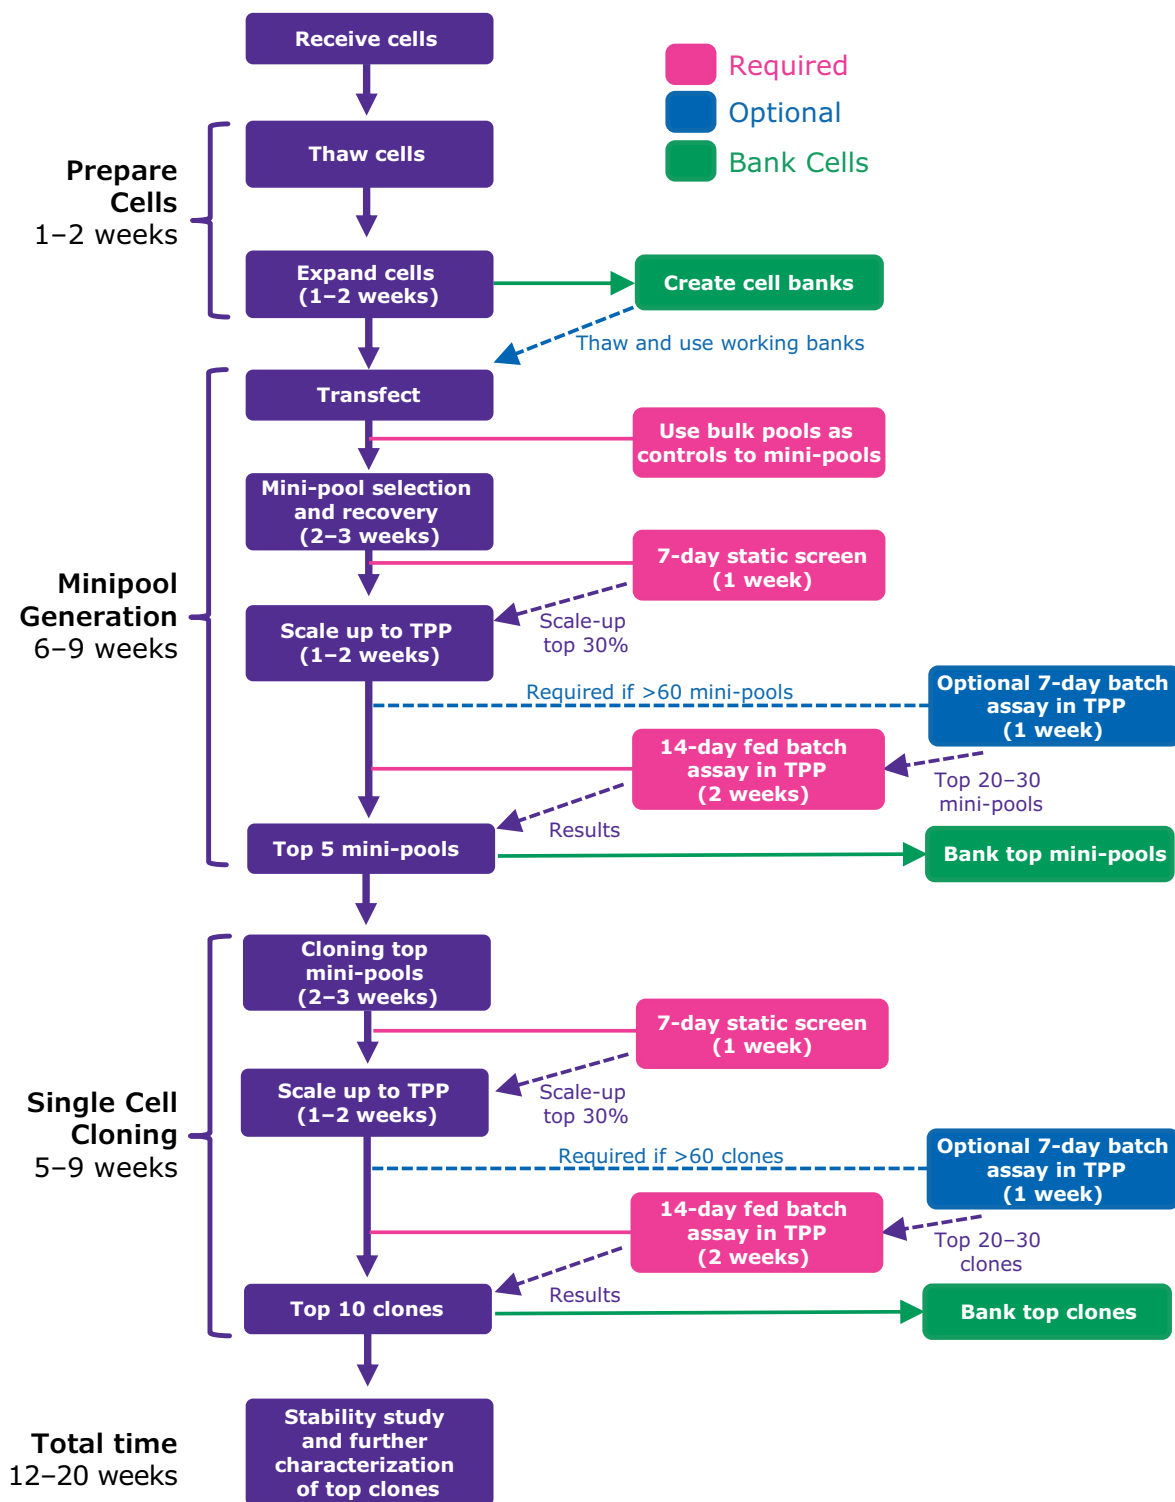 Receive cells
Required
Optional
Bank Cells
Prepare
Cells
1–2 weeks
Thaw cells
Expand cells
(1–2 weeks)
Create cell banks
Thaw and use working banks
Minipool
Generation
6–9 weeks
Transfect
Use bulk pools as
controls to mini-pools
Mini-pool selection
and recovery
(2–3 weeks)
7-day static screen
(1 week)
Scale-up
top 30%
Scale up to TPP
(1–2 weeks)
Required if >60 mini-pools
Optional 7-day batch
assay in TPP
(1 week)
14-day fed batch
assay in TPP
(2 weeks)
Top 20–30
mini-pools
Results
Top 5 mini-pools
Bank top mini-pools
Single Cell
Cloning
5–9 weeks
Cloning top
mini-pools
(2–3 weeks)
7-day static screen
(1 week)
Scale-up
top 30%
Scale up to TPP
(1–2 weeks)
Required if >60 clones
Optional 7-day batch
assay in TPP
(1 week)
14-day fed batch
assay in TPP
(2 weeks)
Top 20–30
clones
Results
Top 10 clones
Bank top clones
Total time
12–20 weeks
Stability study
and further
characterization
of top clones